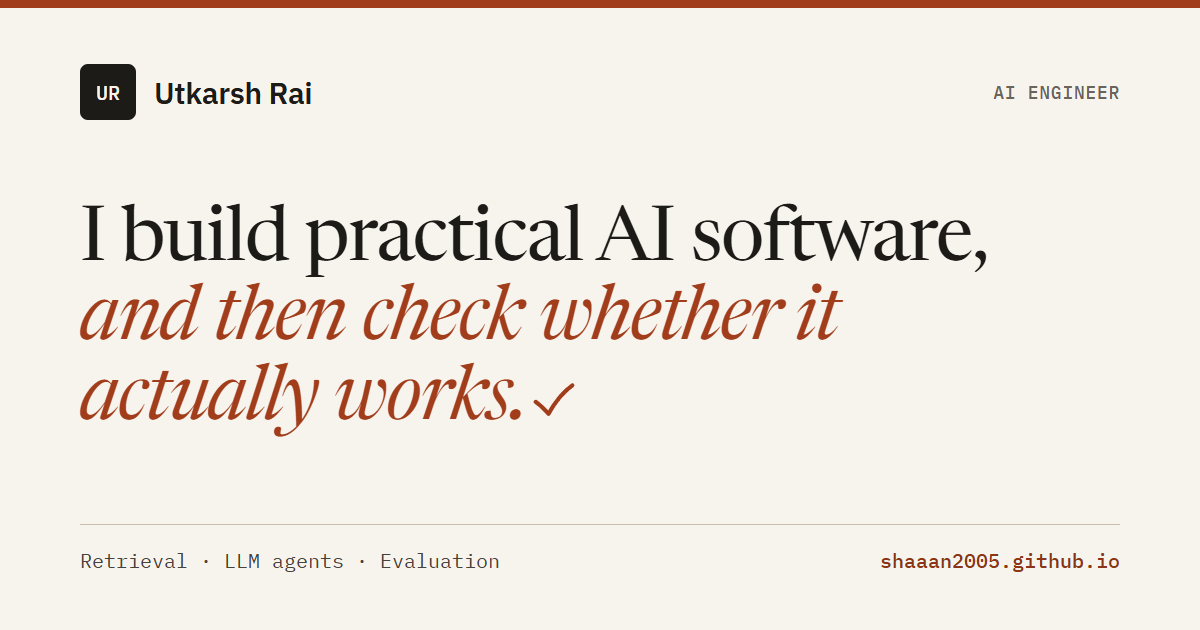 UR
Utkarsh Rai
AI ENGINEER
I build practical AI software,
and then check whether it
actually works.✓
Retrieval · LLM agents · Evaluation
shaaan2005.github.io